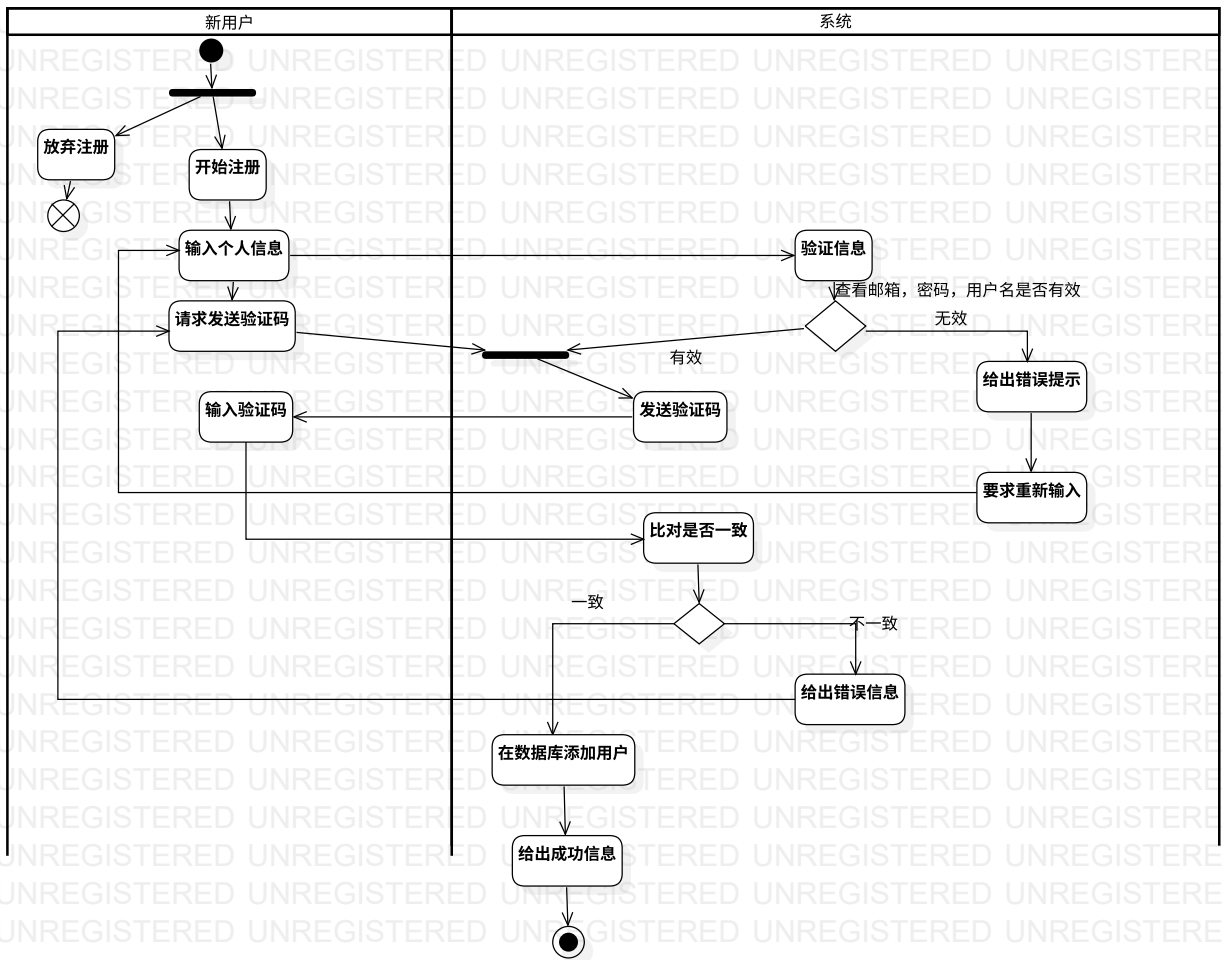 新用户
系统
放弃注册
开始注册
输入个人信息
验证信息
查看邮箱，密码，用户名是否有效
请求发送验证码
无效
有效
给出错误提示
输入验证码
发送验证码
要求重新输入
比对是否一致
一致
不一致
给出错误信息
在数据库添加用户
给出成功信息
UNREGISTERED UNREGISTERED UNREGISTERED UNREGISTERED UNREGISTERE